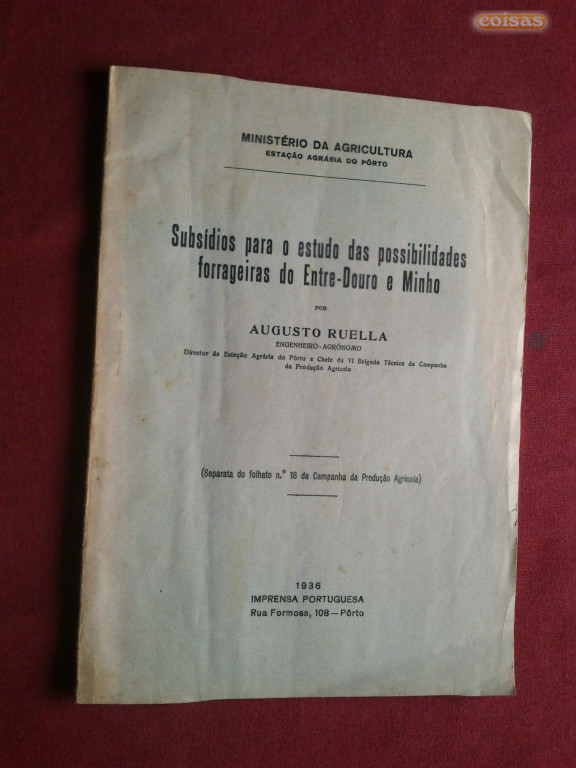 coisas
MINISTÉRIO DA AGRICULTURA
ESTAÇÃO AGRÁRIA DO PÔRTO
Subsídios para o estudo das possibilidades
forrageiras do Entre-Douro e Minho
POR
AUGUSTO RUELLA
ENGENHEIRO-AGRÓNOMO
Director da Estação Agrária do Pôrto e Chefe da VI Brigada Técnica da Campanha
da Produção Agrícola
(Separata do folheto n.º 16 da Campanha da Produção Agrícola)
1936
IMPRENSA PORTUGUESA
Rua Formosa, 108 — Pôrto